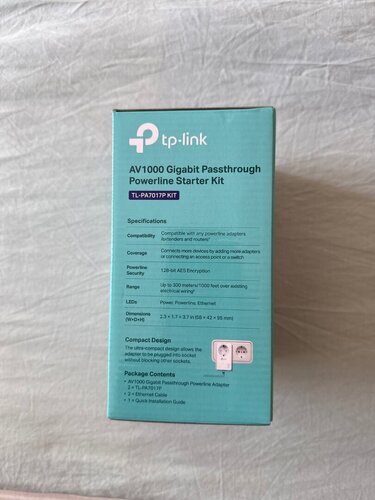 tp-link
AV1000 Gigabit Passthrough
Powerline Starter Kit
TL-PA7017P KIT
Specifications
Compatibility Compatible with any powerline adapters
/extenders and routers¹
Coverage Connects more devices by adding more adapters
or connecting an access point or a switch
Powerline
Security 128-bit AES Encryption
Range Up to 300 meters/1000 feet over existing
electrical wiring²
LEDs Power, Powerline, Ethernet
Dimensions
(W×D×H) 2.3 × 1.7 × 3.7 in (58 × 42 × 95 mm)
Compact Design
The ultra-compact design allows
the adapter to be plugged into socket
without blocking other sockets.
Package Contents
• AV1000 Gigabit Passthrough Powerline Adapter
2 × TL-PA7017P
• 2 × Ethernet Cable
• 1 × Quick Installation Guide